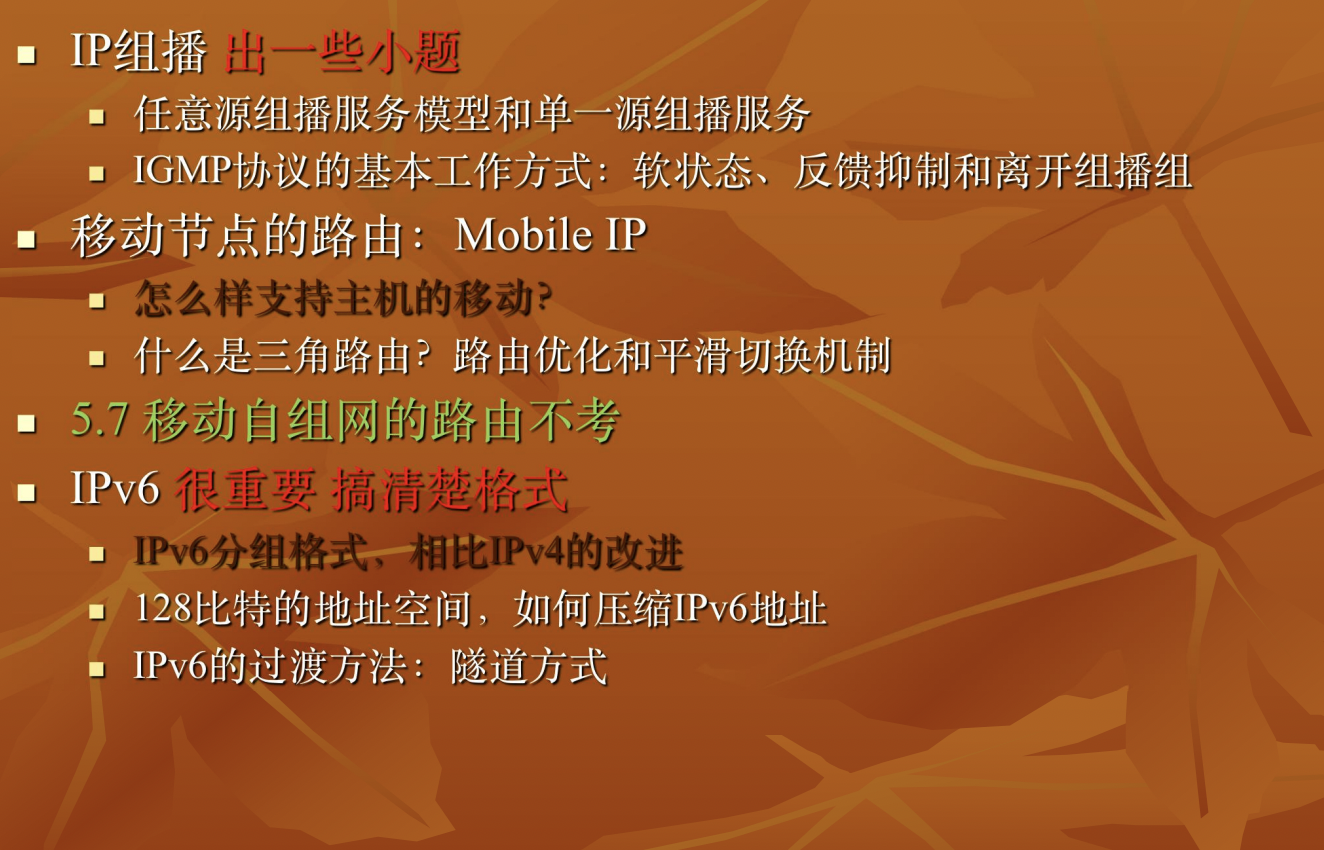 IP组播 出一些小题
任意源组播服务模型和单一源组播服务
IGMP协议的基本工作方式：软状态、反馈抑制和离开组播组
移动节点的路由：Mobile IP
怎么样支持主机的移动？
什么是三角路由？路由优化和平滑切换机制
5.7 移动自组网的路由不考
IPv6 很重要 搞清楚格式
IPv6分组格式，相比IPv4的改进
128比特的地址空间，如何压缩IPv6地址
IPv6的过渡方法：隧道方式